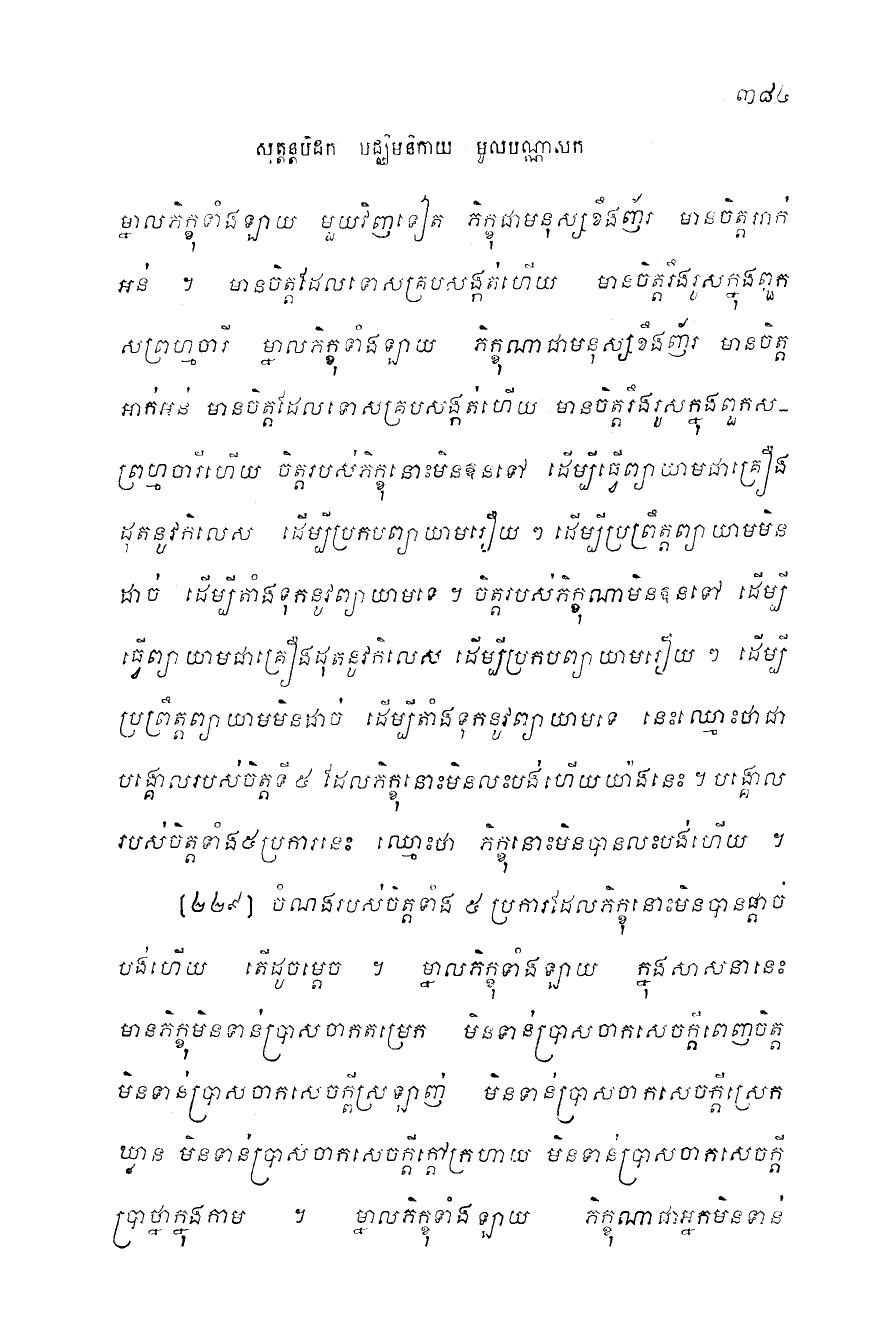 ៣៨៤
សុត្តន្តបិដក មជ្ឈិមនិកាយ មូលបណ្ណាសក
ម្នាលភិក្ខុទាំងឡាយ មួយវិញទៀត ភិក្ខុជាមនុស្សខឹងញ័រ មានចិត្តអាក់
អន់ ។ មានចិត្តដែលទោសគ្របសង្កត់ហើយ មានចិត្តរឹងរូសក្នុងពួក
សព្រហ្មចារី ម្នាលភិក្ខុទាំងឡាយ ភិក្ខុណាជាមនុស្សខឹងញ័រ មានចិត្ត
អាក់អន់ មានចិត្តដែលទោសគ្របសង្កត់ហើយ មានចិត្តរឹងរូសក្នុងពួកស-
ព្រហ្មចារីហើយ ចិត្តរបស់ភិក្ខុនោះមិនឱនទៅ ដើម្បីធ្វើព្យាយាមជាគ្រឿង
ដុតនូវកិលេស ដើម្បីប្រកបព្យាយាមរឿយ ៗ ដើម្បីប្រព្រឹត្តព្យាយាមមិន
ដាច់ ដើម្បីតាំងទុកនូវព្យាយាមទេ ។ ចិត្តរបស់ភិក្ខុណាមិនឱនទៅ ដើម្បី
ធ្វើព្យាយាមជាគ្រឿងដុតនូវកិលេស ដើម្បីប្រកបព្យាយាមរឿយ ៗ ដើម្បី
ប្រព្រឹត្តព្យាយាមមិនដាច់ ដើម្បីតាំងទុកនូវព្យាយាមទេ នេះឈ្មោះថាជា
បង្គោលរបស់ចិត្តទី ៥ ដែលភិក្ខុនោះមិនលះបង់ហើយយ៉ាងនេះ ។ បង្គោល
របស់ចិត្តទាំង៥ប្រការនេះ ឈ្មោះថា ភិក្ខុនោះមិនបានលះបង់ហើយ ។
[២២៩] ចំណងរបស់ចិត្តទាំង ៥ ប្រការដែលភិក្ខុនោះមិនបានផ្តាច់
បង់ហើយ តើដូចម្តេច ។ ម្នាលភិក្ខុទាំងឡាយ ក្នុងសាសនានេះ
មានភិក្ខុមិនទាន់ប្រាសចាកតម្រេក មិនទាន់ប្រាសចាកសេចក្តីពេញចិត្ត
មិនទាន់ប្រាសចាកសេចក្តីស្រឡាញ់ មិនទាន់ប្រាសចាកសេចក្តីស្រេក
ឃ្លាន មិនទាន់ប្រាសចាកសេចក្តីក្តៅក្រហាយ មិនទាន់ប្រាសចាកសេចក្តី
ប្រាថ្នាក្នុងកាម ។ ម្នាលភិក្ខុទាំងឡាយ ភិក្ខុណាជាអ្នកមិនទាន់